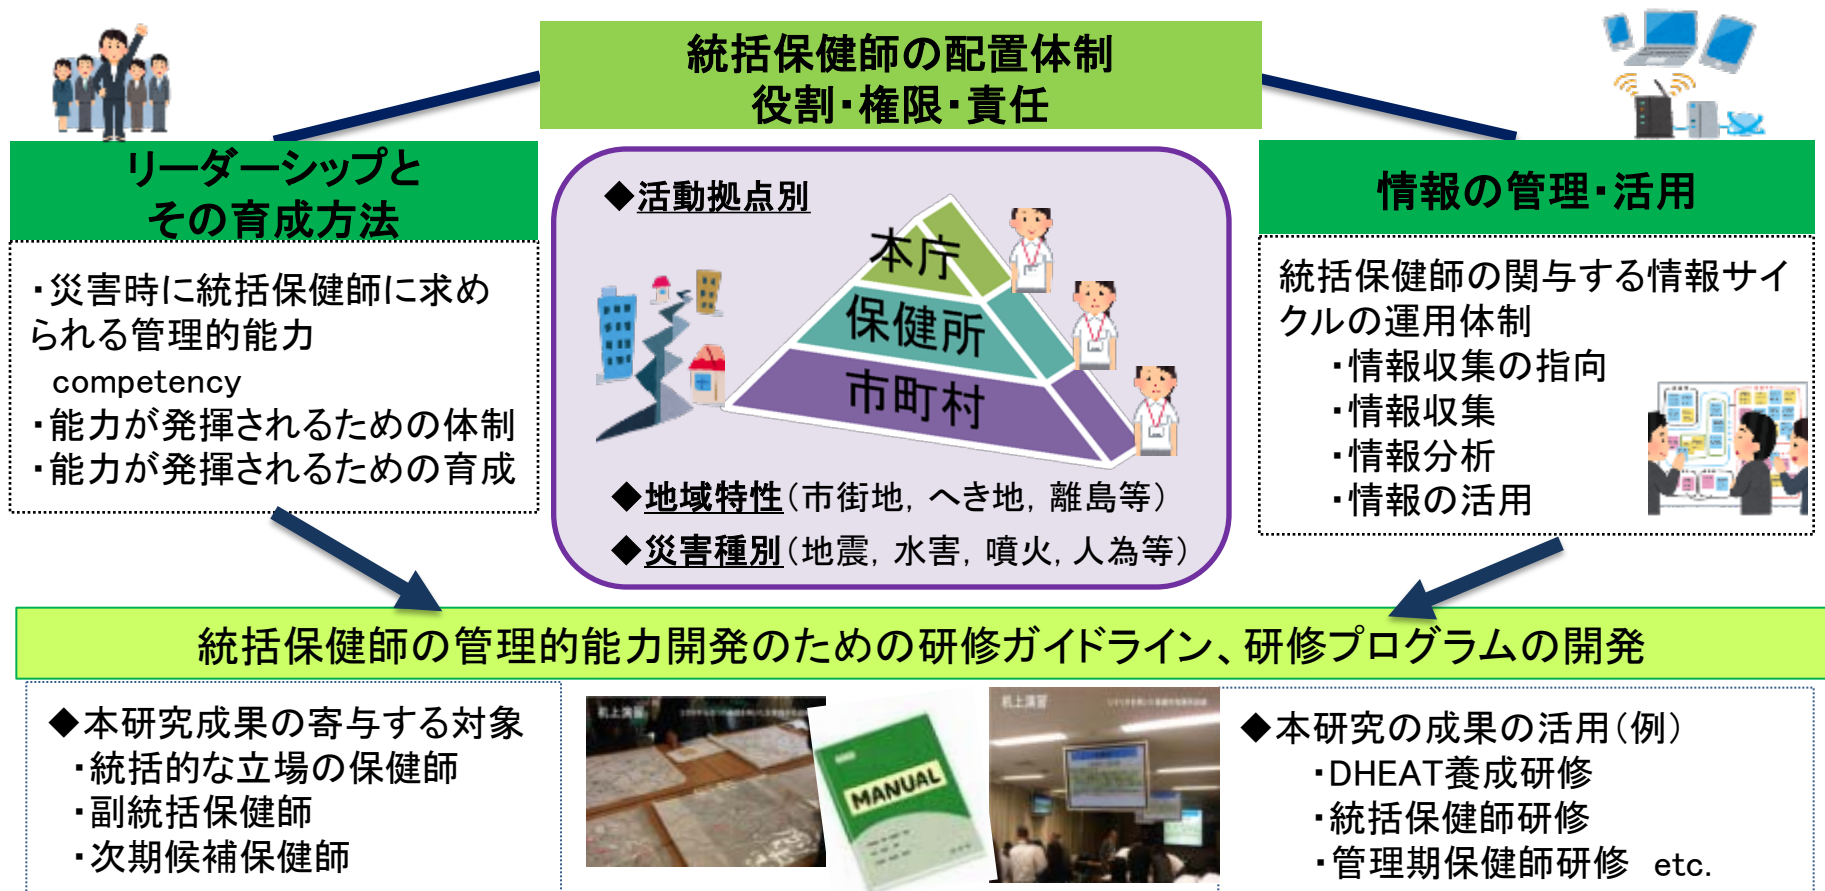 統括保健師の配置体制
役割・権限・責任
リーダーシップと
その育成方法
・災害時に統括保健師に求め
られる管理的能力
competency
・能力が発揮されるための体制
・能力が発揮されるための育成
◆活動拠点別
本庁
保健所
市町村
◆地域特性(市街地, へき地, 離島等)
◆災害種別(地震, 水害, 噴火, 人為等)
情報の管理・活用
統括保健師の関与する情報サイ
クルの運用体制
・情報収集の指向
・情報収集
・情報分析
・情報の活用
統括保健師の管理的能力開発のための研修ガイドライン、研修プログラムの開発
◆本研究成果の寄与する対象
・統括的な立場の保健師
・副統括保健師
・次期候補保健師
机上演習
MANUAL
机上演習
◆本研究の成果の活用(例)
・DHEAT養成研修
・統括保健師研修
・管理期保健師研修 etc.